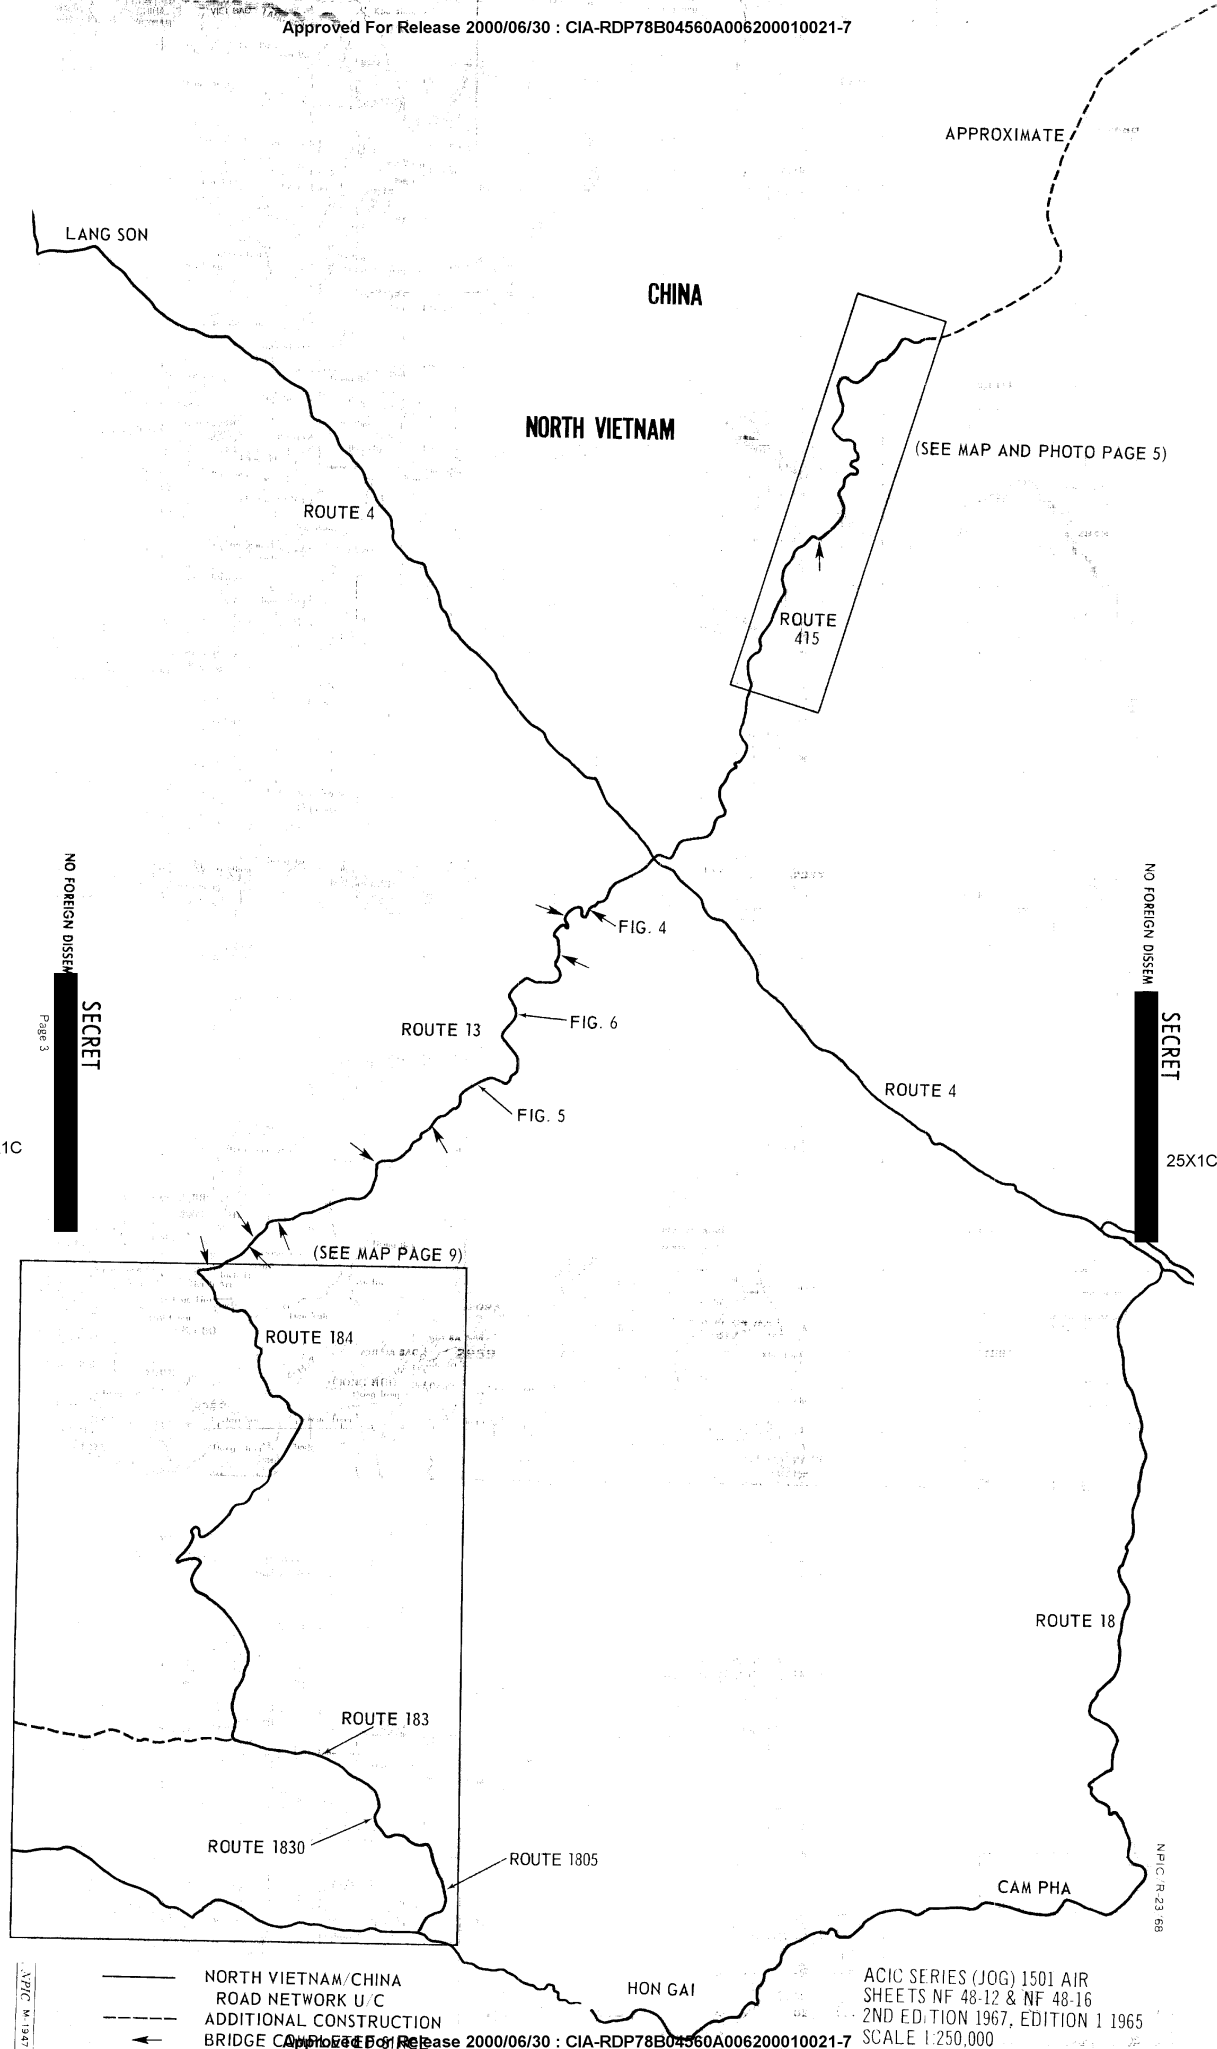 Approved For Release 2000/06/30 : CIA-RDP78B04560A006200010021-7
APPROXIMATE
LANG SON
CHINA
NORTH VIETNAM
(SEE MAP AND PHOTO PAGE 5)
ROUTE 4
ROUTE
415
NO FOREIGN DISSEM
NO FOREIGN DISSEM
FIG. 4
SECRET
Page 3
SECRET
ROUTE 13
FIG. 6
ROUTE 4
FIG. 5
1C
25X1C
(SEE MAP PAGE 9)
ROUTE 184
ROUTE 18
ROUTE 183
ROUTE 1830
ROUTE 1805
CAM PHA
NPIC R-23/68
HON GAI
NPIC M-1947
NORTH VIETNAM/CHINA
ROAD NETWORK U/C
ADDITIONAL CONSTRUCTION
BRIDGE COMPLETED SINCE
ACIC SERIES (JOG) 1501 AIR
SHEETS NF 48-12 & NF 48-16
2ND EDITION 1967, EDITION 1 1965
SCALE 1:250,000
Approved For Release 2000/06/30 : CIA-RDP78B04560A006200010021-7